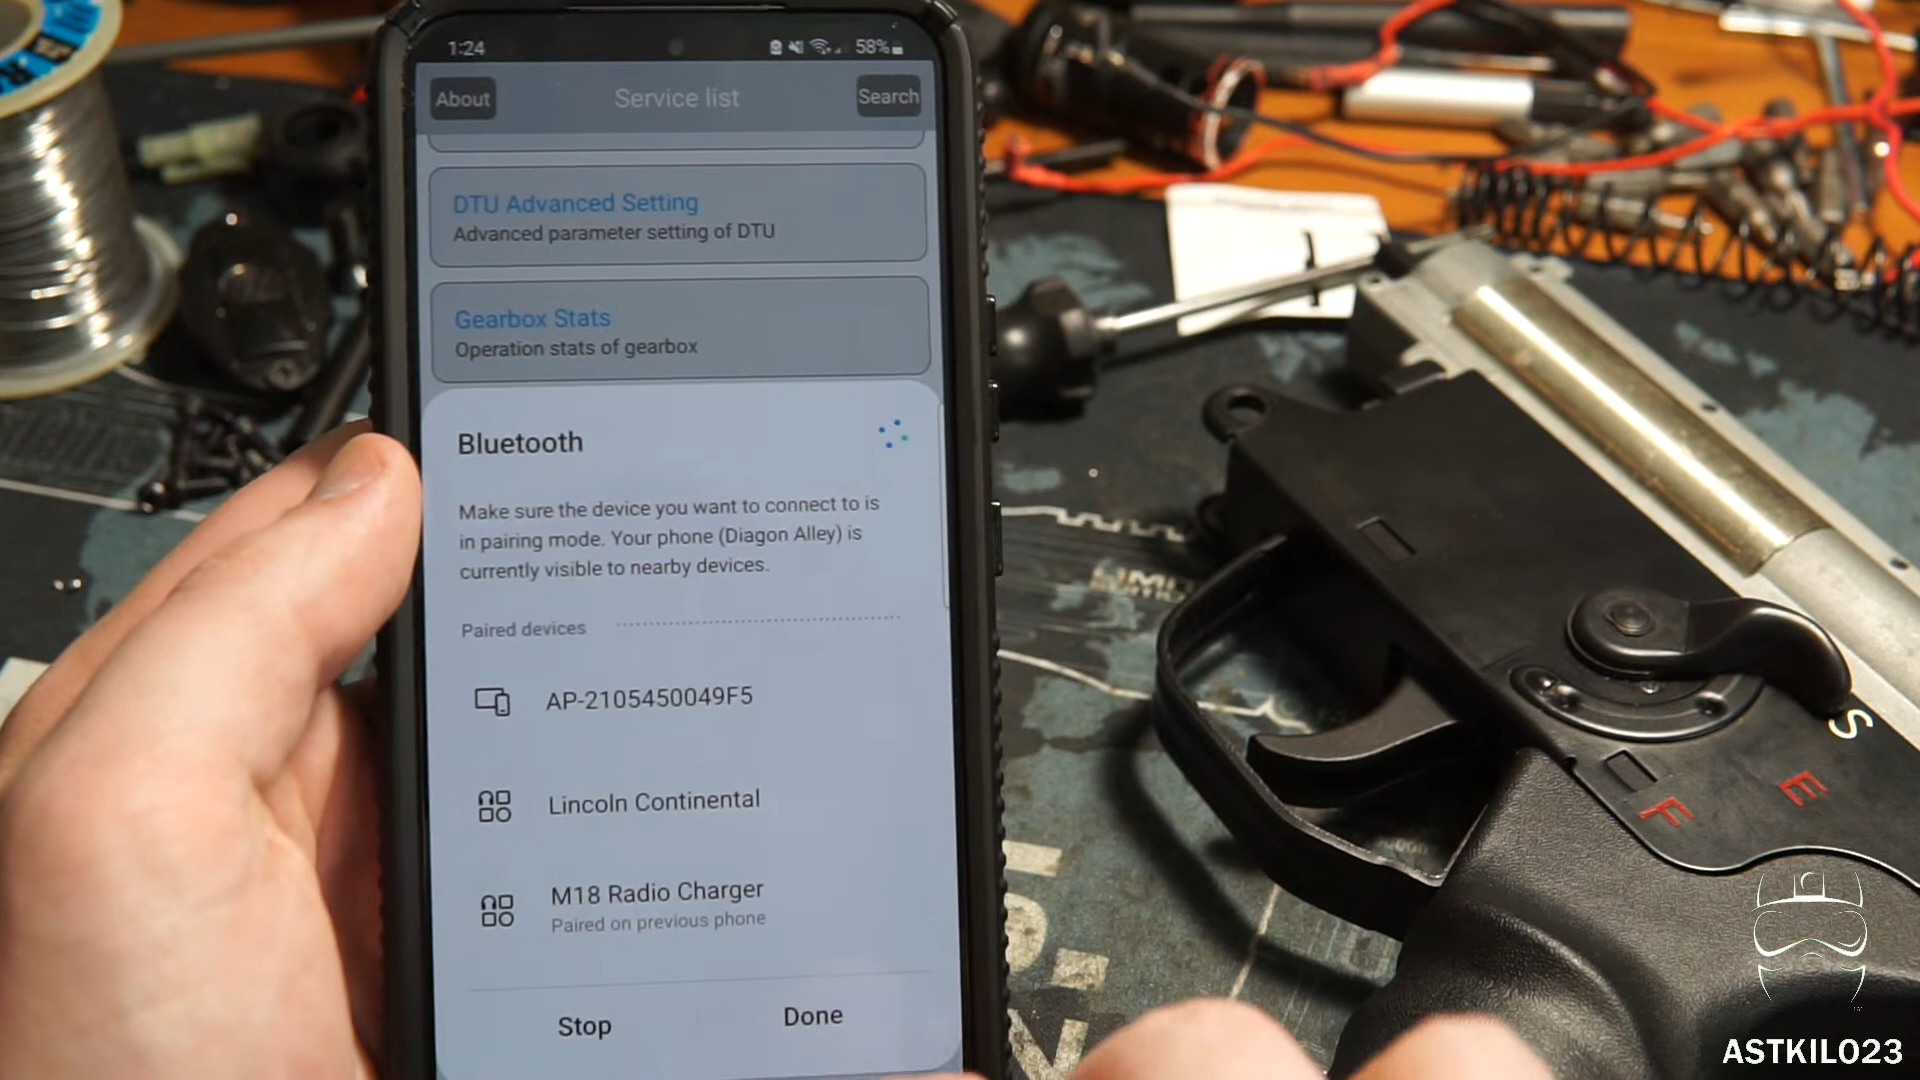 1:24
58%
About
Service list
Search
DTU Advanced Setting
Advanced parameter setting of DTU
Gearbox Stats
Operation stats of gearbox
Bluetooth
Make sure the device you want to connect to is
in pairing mode. Your phone (Diagon Alley) is
currently visible to nearby devices.
Paired devices
AP-2105450049F5
Lincoln Continental
M18 Radio Charger
Paired on previous phone
Stop
Done
S
E
F
ASTKILO23